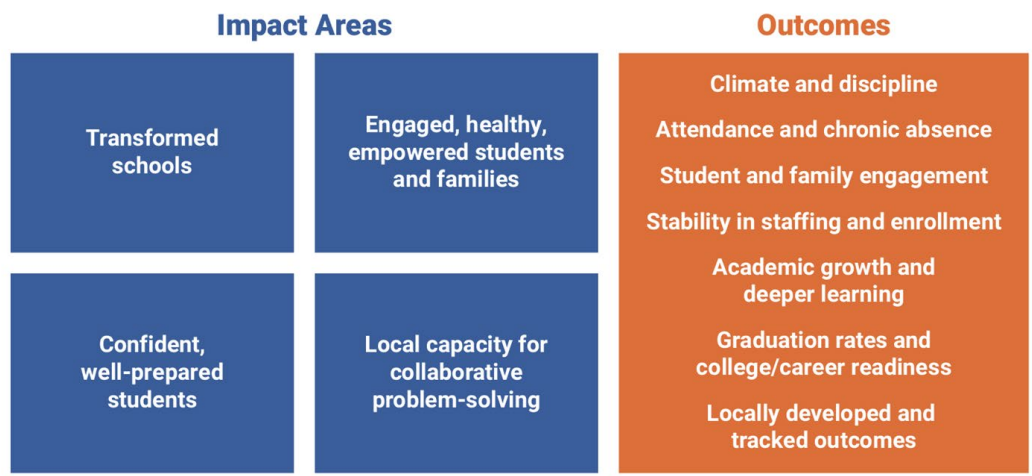 Impact Areas
Transformed
schools
Engaged, healthy,
empowered students
and families
Confident,
well-prepared
students
Local capacity for
collaborative
problem-solving
Outcomes
Climate and discipline
Attendance and chronic absence
Student and family engagement
Stability in staffing and enrollment
Academic growth and
deeper learning
Graduation rates and
college/career readiness
Locally developed and
tracked outcomes